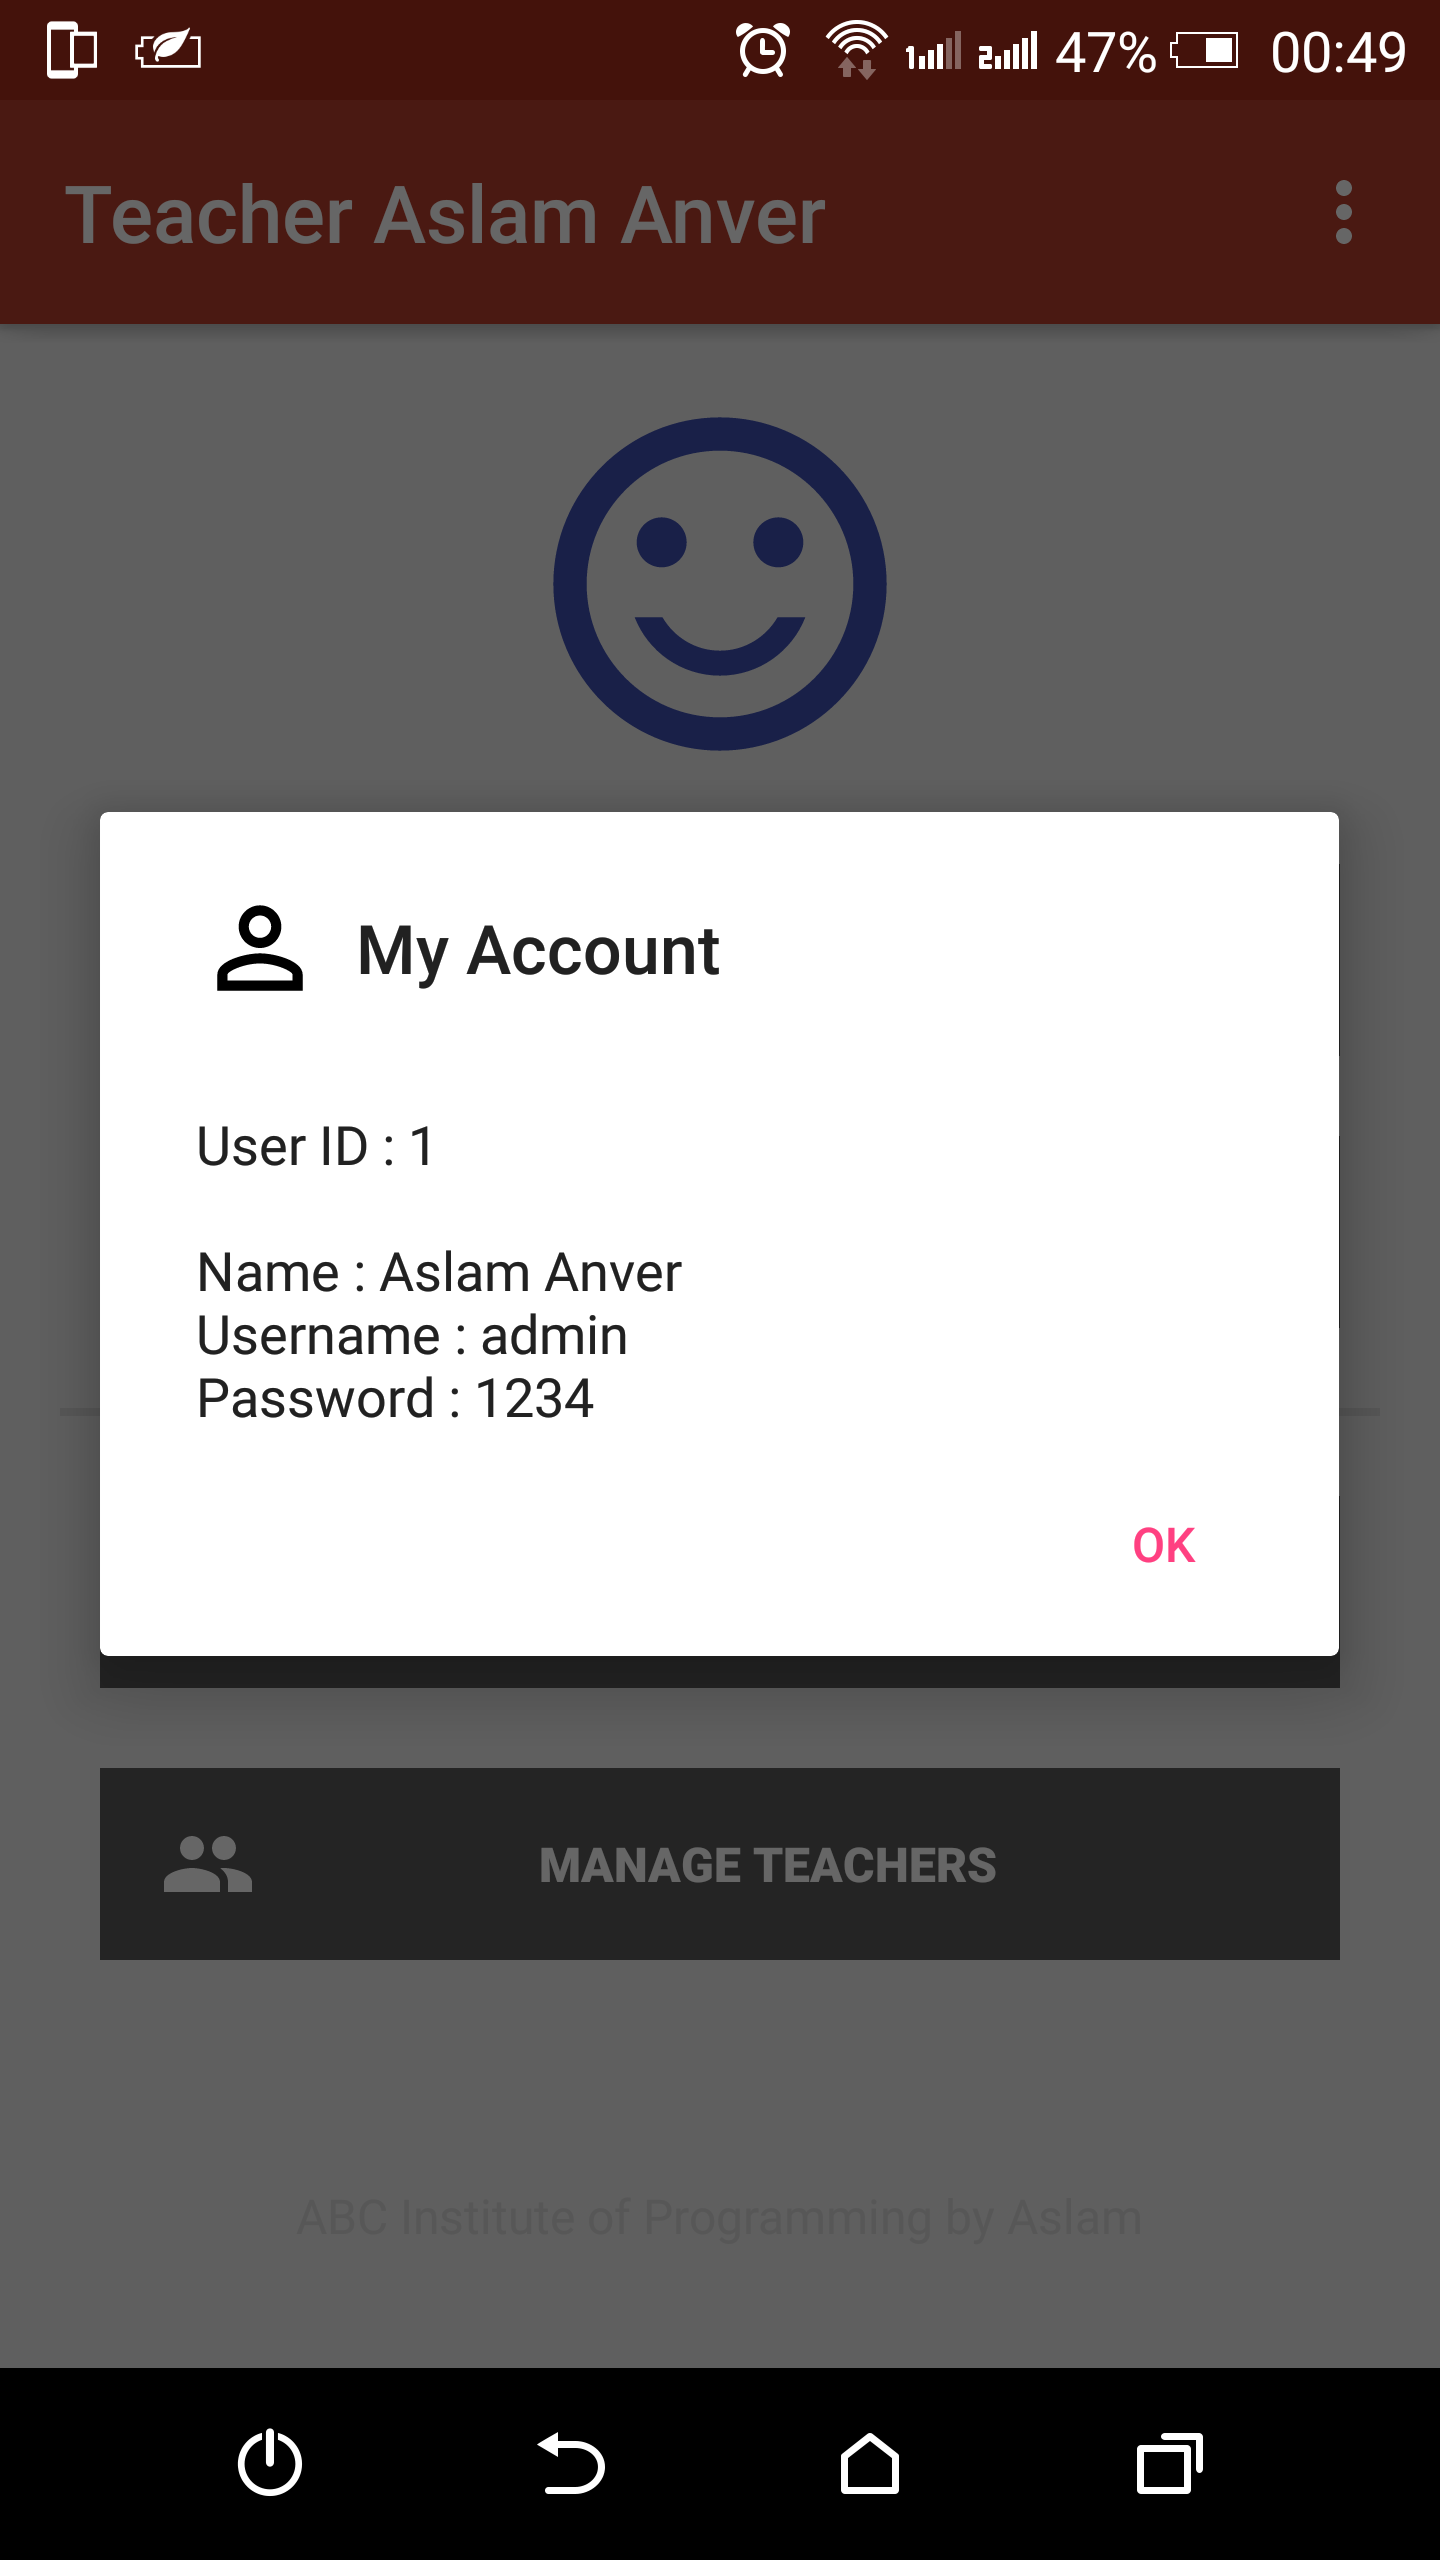 47% 00:49
Teacher Aslam Anver
My Account
User ID : 1
Name : Aslam Anver
Username : admin
Password : 1234
OK
MANAGE TEACHERS
ABC Institute of Programming by Aslam